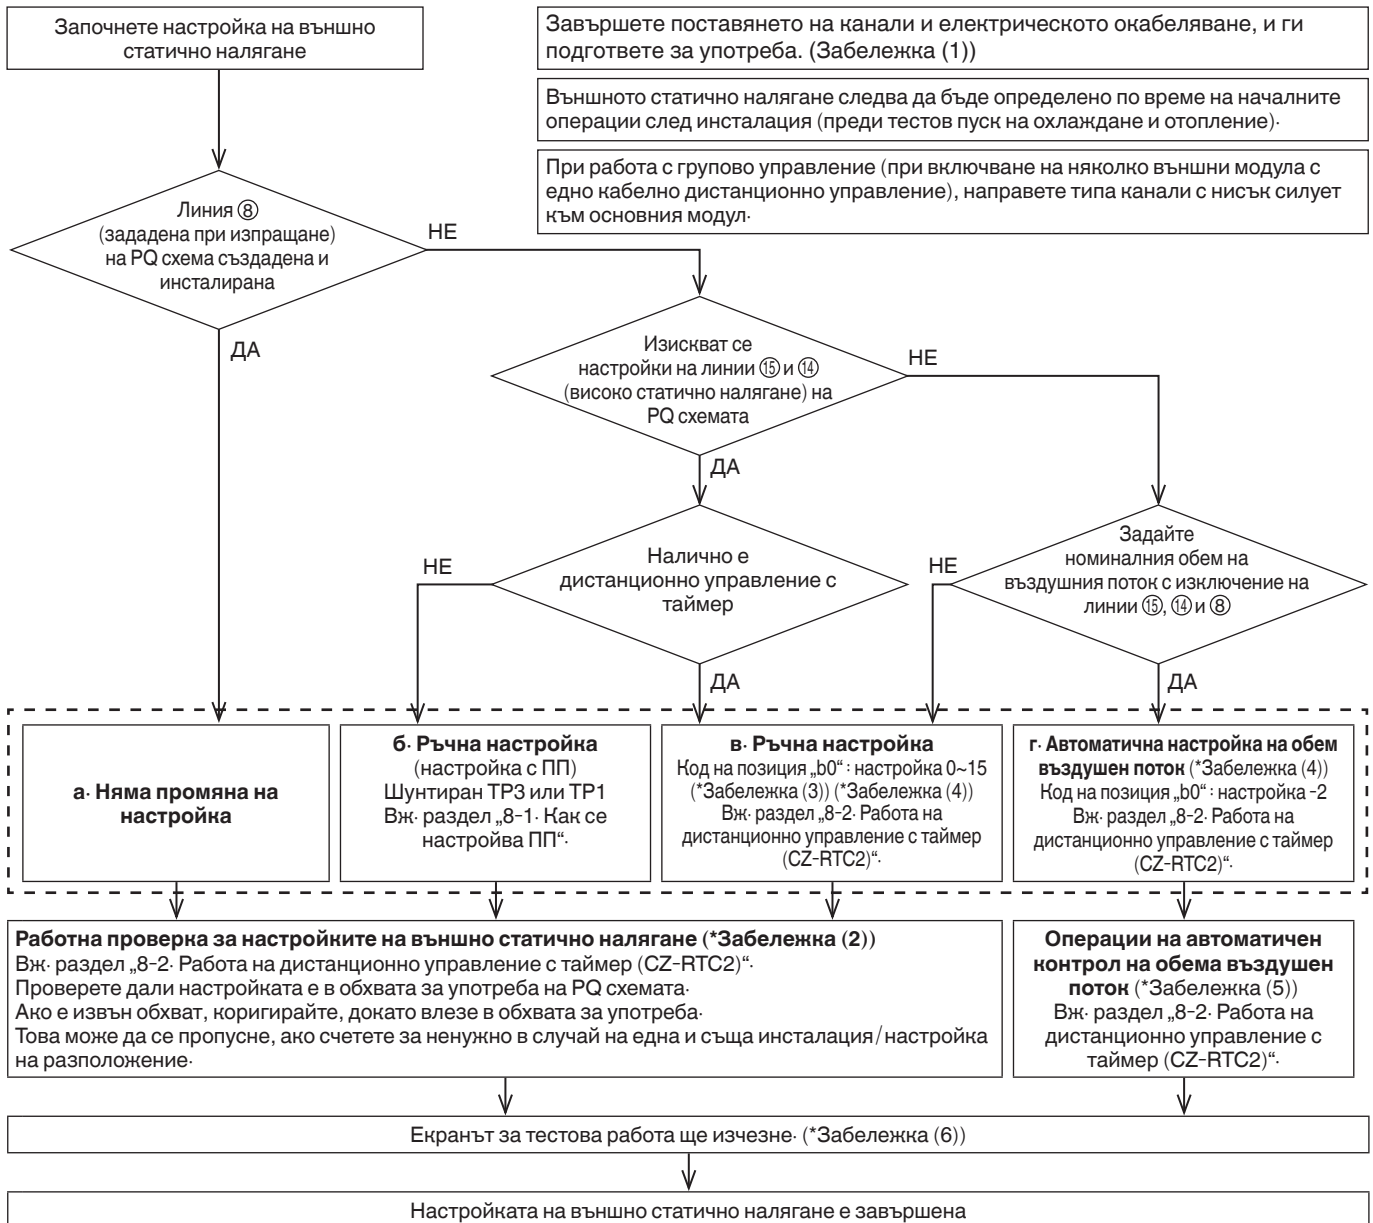 Започнете настройка на външно
статично налягане
Завършете поставянето на канали и електрическото окабеляване, и ги
подгответе за употреба. (Забележка (1))
Външното статично налягане следва да бъде определено по време на началните
операции след инсталация (преди тестов пуск на охлаждане и отопление)·
При работа с групово управление (при включване на няколко външни модула с
едно кабелно дистанционно управление), направете типа канали с нисък силует
към основния модул·
Линия ⑧
(зададена при изпращане)
на PQ схема създадена и
инсталирана
НЕ
ДА
Изискват се
настройки на линии ⑮ и ⑭
(високо статично налягане) на
PQ схемата
НЕ
ДА
Налично е
дистанционно управление с
таймер
НЕ
ДА
Задайте
номиналния обем на
въздушния поток с изключение на
линии ⑮, ⑭ и ⑧
НЕ
ДА
а· Няма промяна на
настройка
б· Ръчна настройка
(настройка с ПП)
Шунтиран TP3 или TP1
Вж· раздел „8-1· Как се
настройва ПП“·
в· Ръчна настройка
Код на позиция „b0“ : настройка 0~15
(*Забележка (3)) (*Забележка (4))
Вж· раздел „8-2· Работа на
дистанционно управление с таймер
(CZ-RTC2)“·
г· Автоматична настройка на обем
въздушен поток (*Забележка (4))
Код на позиция „b0“ : настройка -2
Вж· раздел „8-2· Работа на
дистанционно управление с таймер
(CZ-RTC2)“·
Работна проверка за настройките на външно статично налягане (*Забележка (2))
Вж· раздел „8-2· Работа на дистанционно управление с таймер (CZ-RTC2)“·
Проверете дали настройката е в обхвата за употреба на PQ схемата·
Ако е извън обхват, коригирайте, докато влезе в обхвата за употреба·
Това може да се пропусне, ако счетете за ненужно в случай на една и съща инсталация/настройка
на разположение·
Операции на автоматичен
контрол на обема въздушен
поток (*Забележка (5))
Вж· раздел „8-2· Работа на
дистанционно управление с
таймер (CZ-RTC2)“·
Екранът за тестова работа ще изчезне· (*Забележка (6))
Настройката на външно статично налягане е завършена